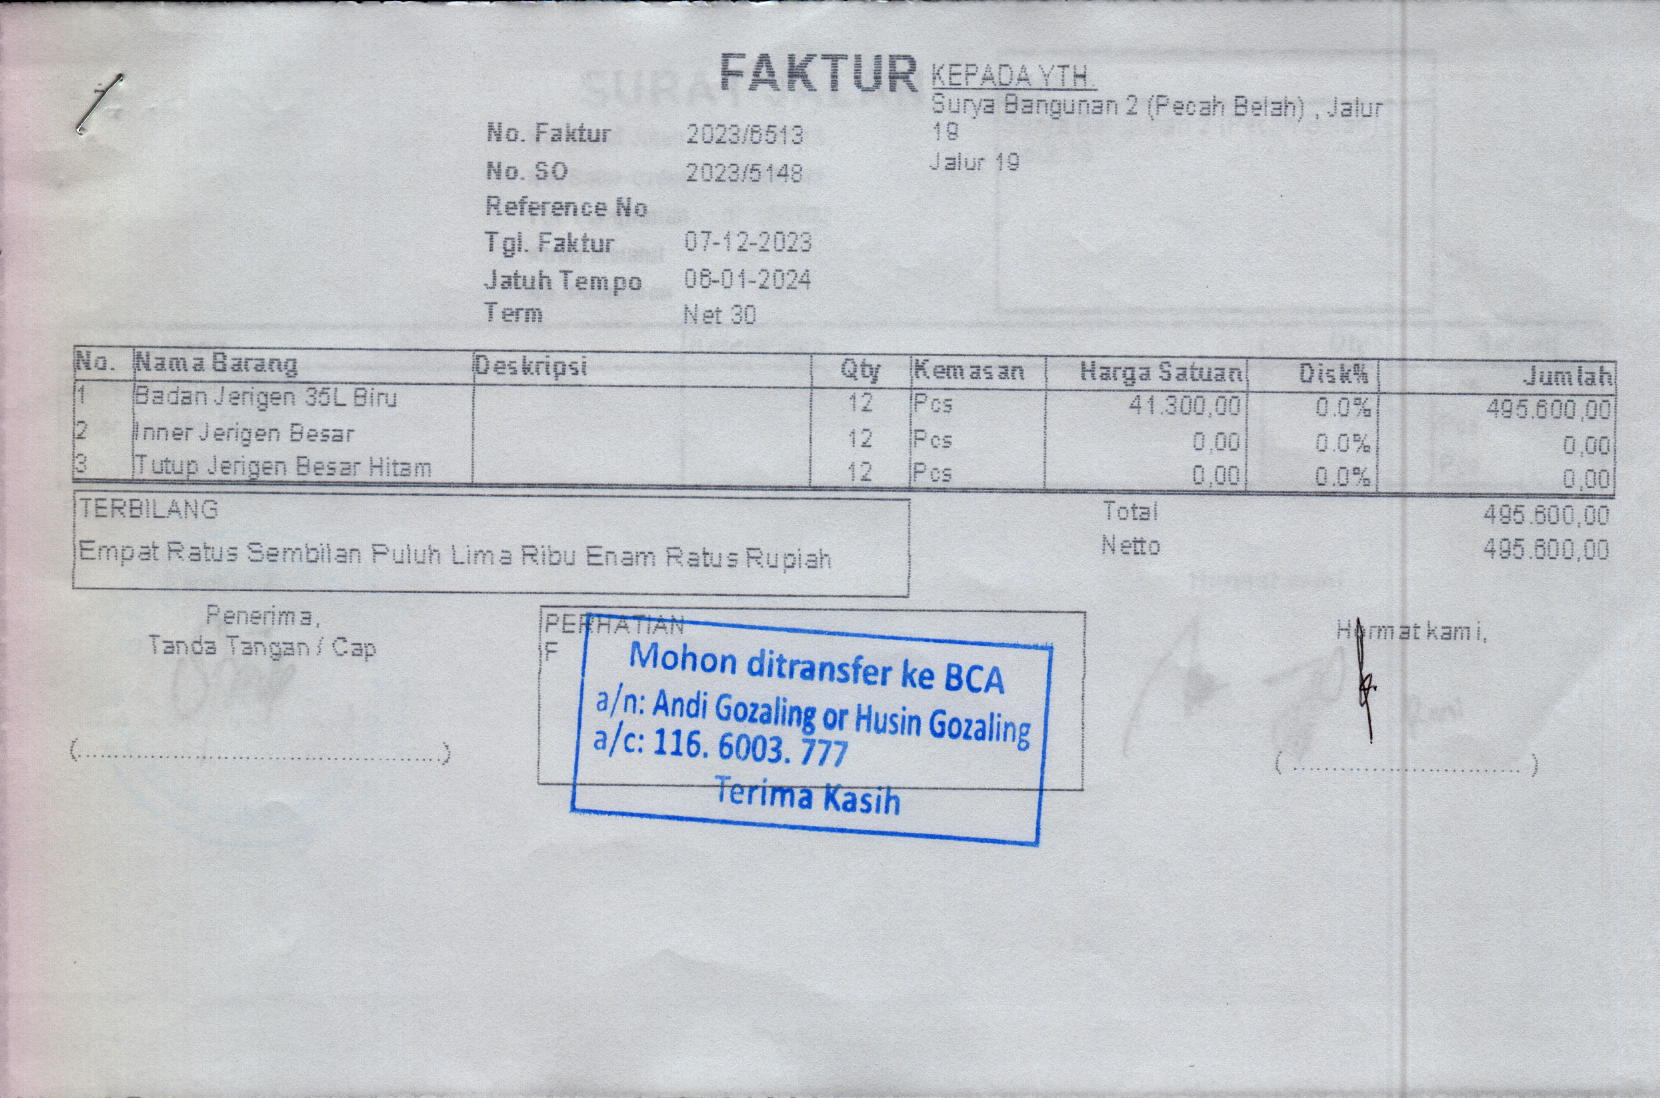 FAKTUR
KEPADA YTH.
Surya Bangunan 2 (Pecah Belah) , Jalur
19
Jalur 19
No. Faktur 2023/6513
No. SO 2023/5148
Reference No
Tgl. Faktur 07-12-2023
Jatuh Tempo 06-01-2024
Term Net 30
No. Nama Barang Deskripsi Qty Kemasan Harga Satuan Disk% Jumlah
1 Badan Jerigen 35L Biru 12 Pcs 41.300,00 0.0% 495.600,00
2 Inner Jerigen Besar 12 Pcs 0,00 0.0% 0,00
3 Tutup Jerigen Besar Hitam 12 Pcs 0,00 0.0% 0,00
TERBILANG
Empat Ratus Sembilan Puluh Lima Ribu Enam Ratus Rupiah
Total 495.600,00
Netto 495.600,00
Penerima,
Tanda Tangan / Cap
(..........................................)
PERHATIAN
F
Mohon ditransfer ke BCA
a/n: Andi Gozaling or Husin Gozaling
a/c: 116. 6003. 777
Terima Kasih
Hormat kami,
( ............................... )